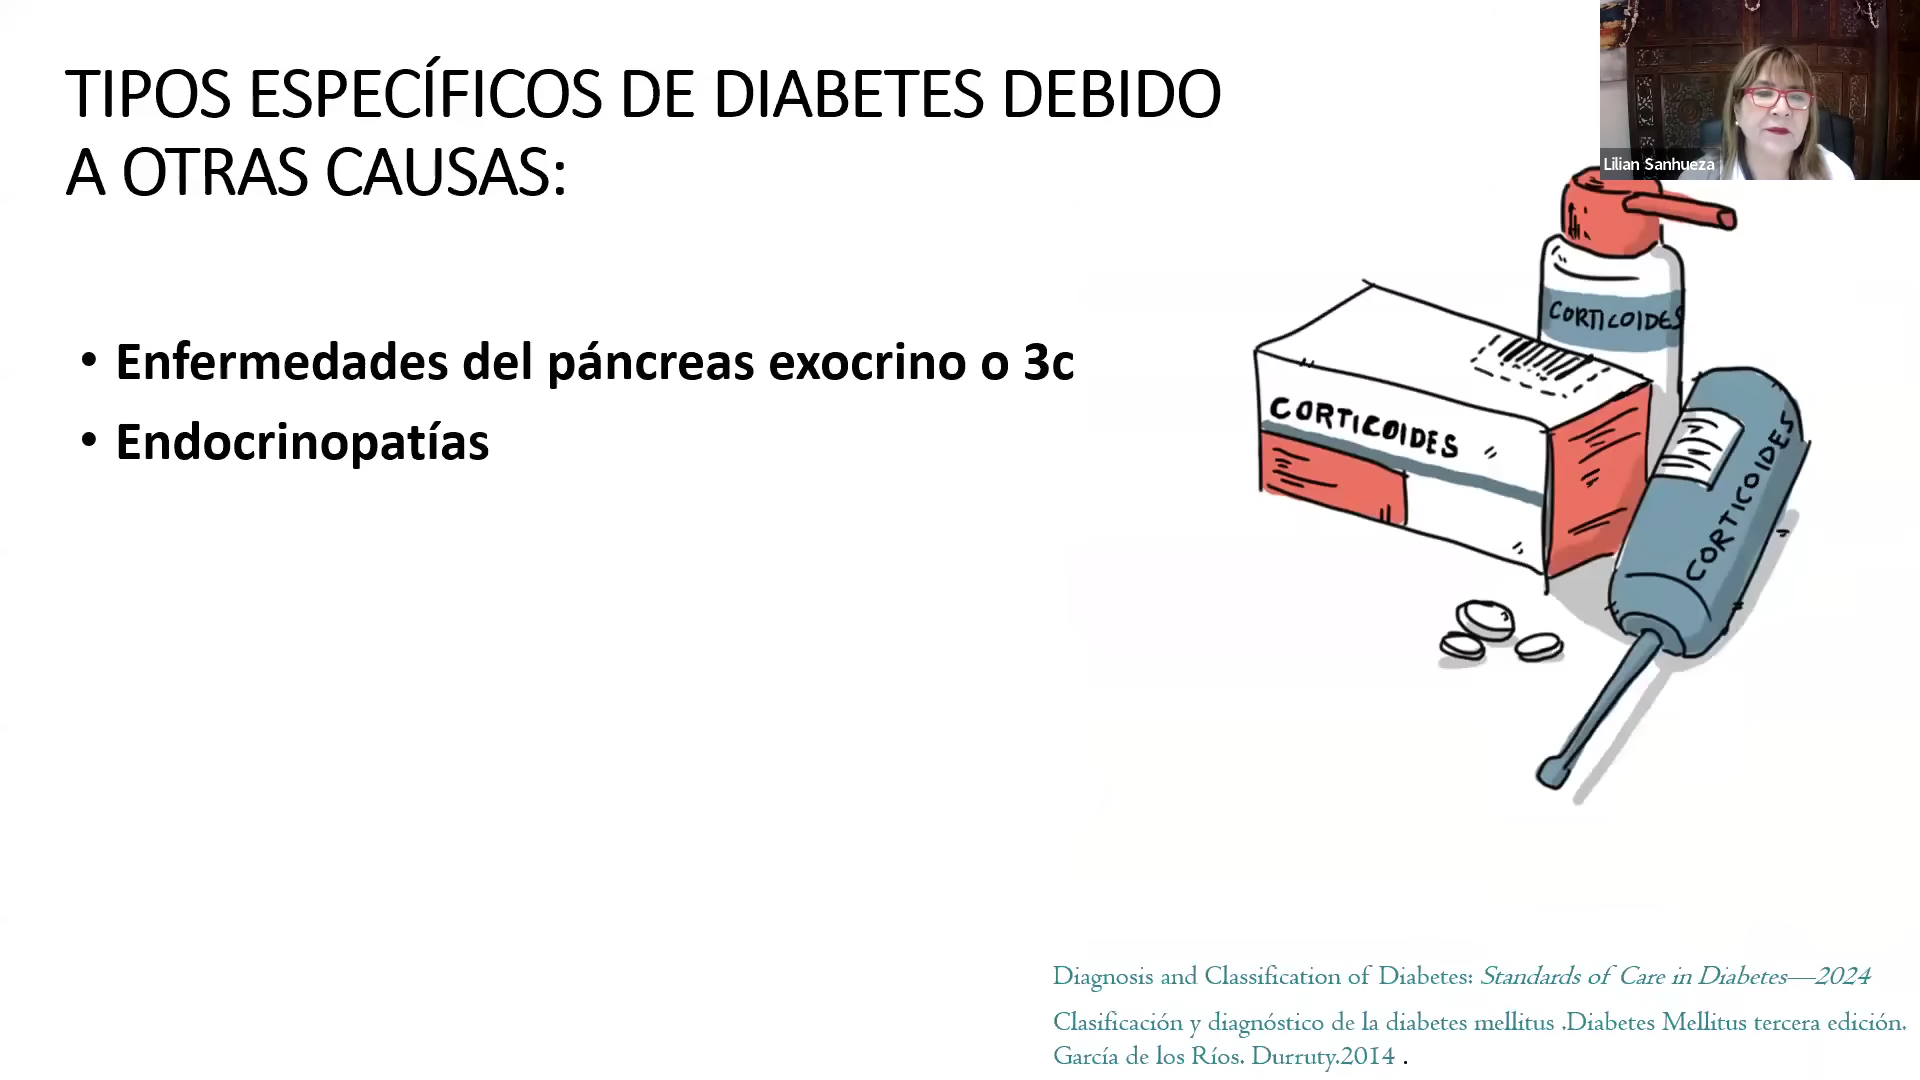 TIPOS ESPECÍFICOS DE DIABETES DEBIDO
A OTRAS CAUSAS:
Lilian Sanhueza
• Enfermedades del páncreas exocrino o 3c
• Endocrinopatías
CORTICOIDES
CORTICOIDES
CORTICOIDES
Diagnosis and Classification of Diabetes: Standards of Care in Diabetes—2024
Clasificación y diagnóstico de la diabetes mellitus .Diabetes Mellitus tercera edición.
García de los Ríos. Durruty.2014 .